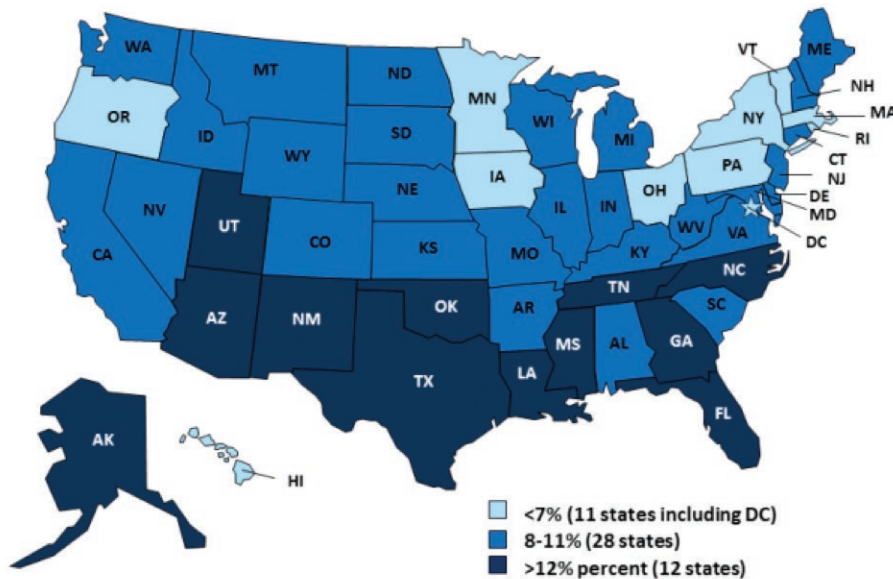 WA
MT
ND
MN
VT
ME
NH
MA
RI
CT
NJ
DE
MD
DC
OR
ID
SD
WI
MI
NY
WY
IA
PA
NV
NE
IL
IN
OH
UT
CO
KS
MO
KY
WV
VA
CA
AZ
NM
OK
AR
TN
NC
SC
TX
LA
MS
AL
GA
FL
AK
HI
<7% (11 states including DC)
8-11% (28 states)
>12% percent (12 states)